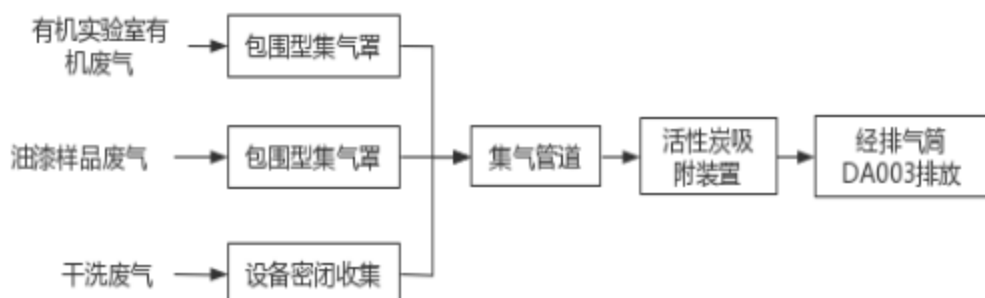 有机实验室有
机废气
包围型集气罩
油漆样品废气
包围型集气罩
集气管道
活性炭吸
附装置
经排气筒
DA003排放
干洗废气
设备密闭收集